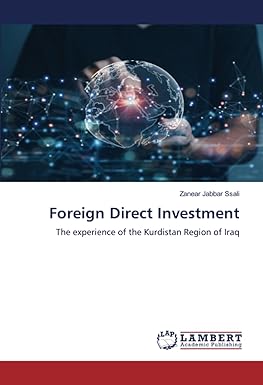 Zanear Jabbar Ssali
Foreign Direct Investment
The experience of the Kurdistan Region of Iraq
LAP
LAMBERT
Academic Publishing